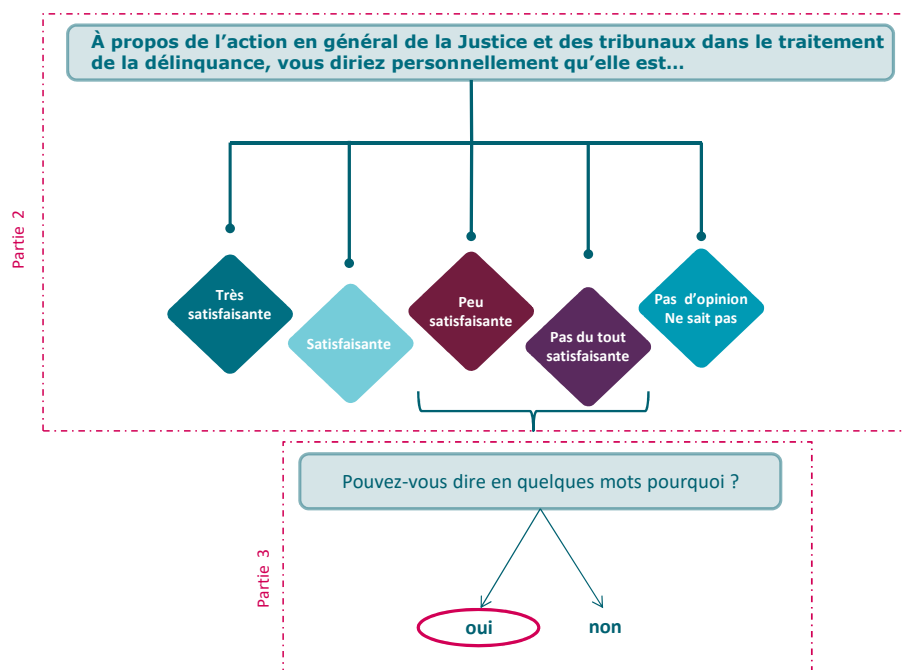 À propos de l’action en général de la Justice et des tribunaux dans le traitement
de la délinquance, vous diriez personnellement qu’elle est...
Partie 2
Très
satisfaisante
Satisfaisante
Peu
satisfaisante
Pas du tout
satisfaisante
Pas d’opinion
Ne sait pas
Partie 3
Pouvez-vous dire en quelques mots pourquoi ?
oui
non